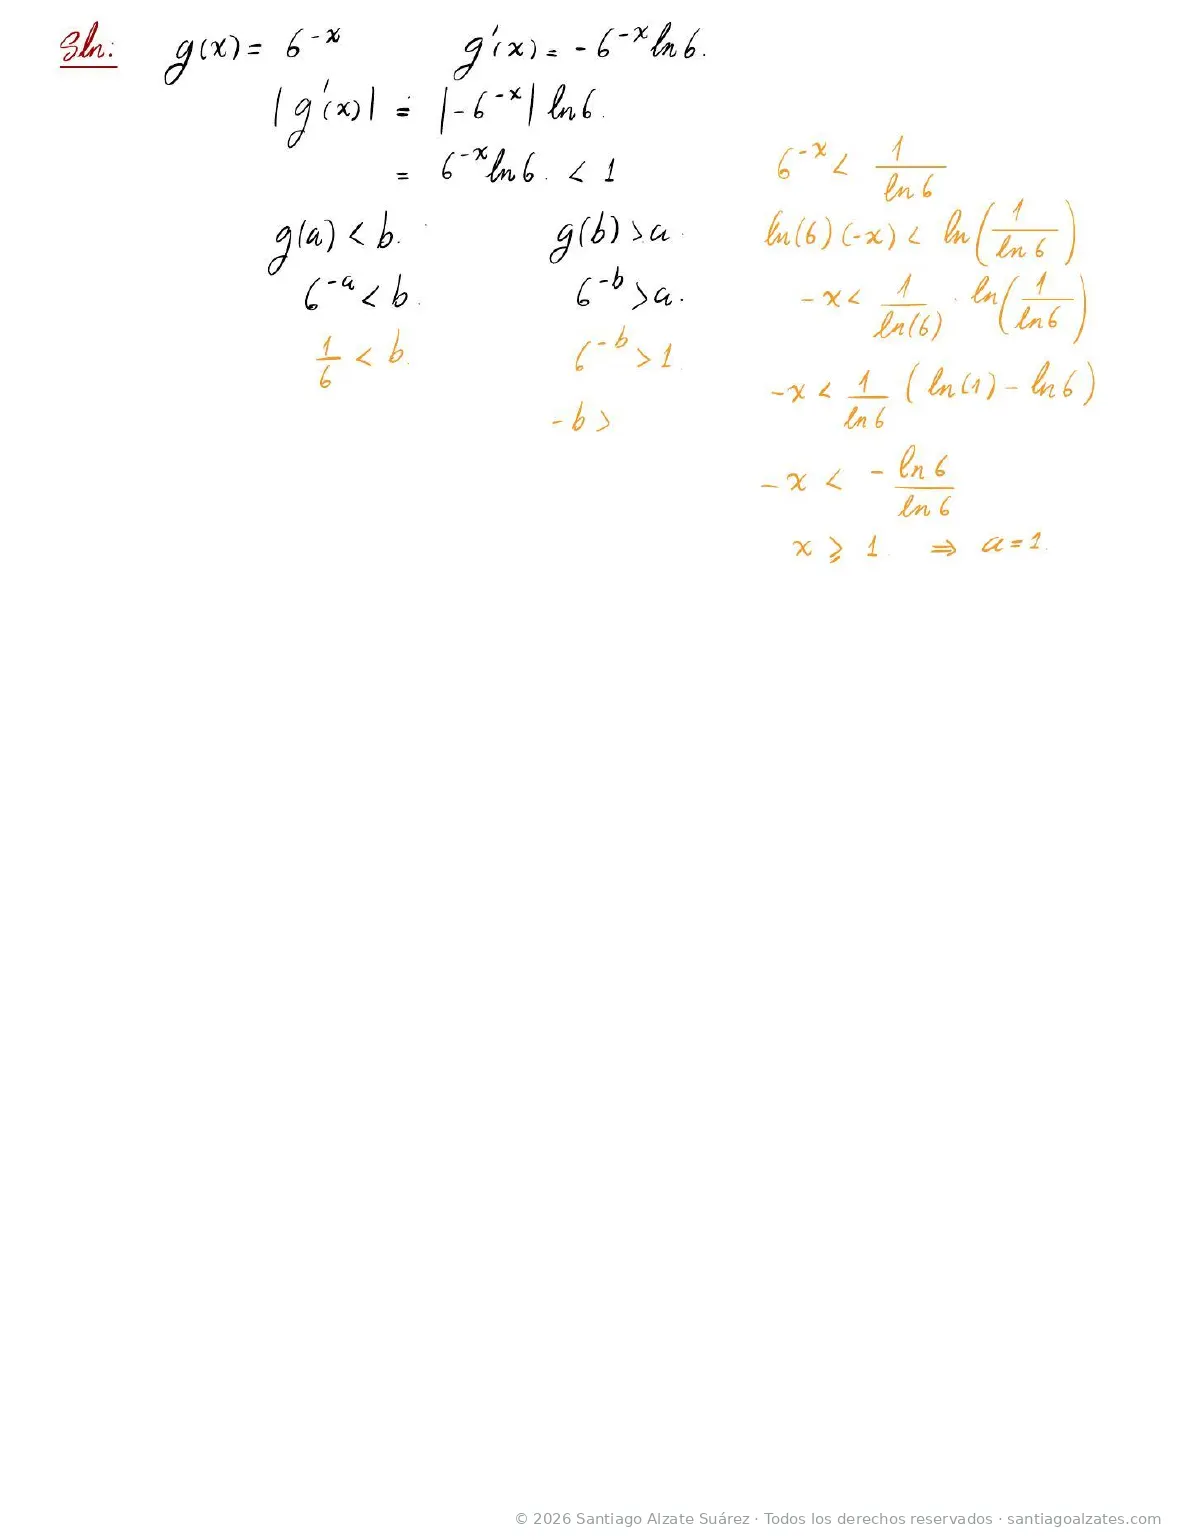 Sln: g(x) = 6^{-x} g'(x) = -6^{-x} ln 6.
|g'(x)| = |-6^{-x}| ln 6.
= 6^{-x} ln 6. < 1
g(a) < b. g(b) > a.
6^{-a} < b. 6^{-b} > a.
1/6 < b. 6^{-b} > 1.
-b >
6^{-x} < 1/ln 6
ln(6)(-x) < ln(1/ln 6)
-x < 1/ln(6) · ln(1/ln 6)
-x < 1/ln 6 (ln(1) - ln 6)
-x < -ln 6/ln 6
x ⩾ 1. ⇒ a = 1.
© 2026 Santiago Alzate Suárez · Todos los derechos reservados · santiagoalzates.com